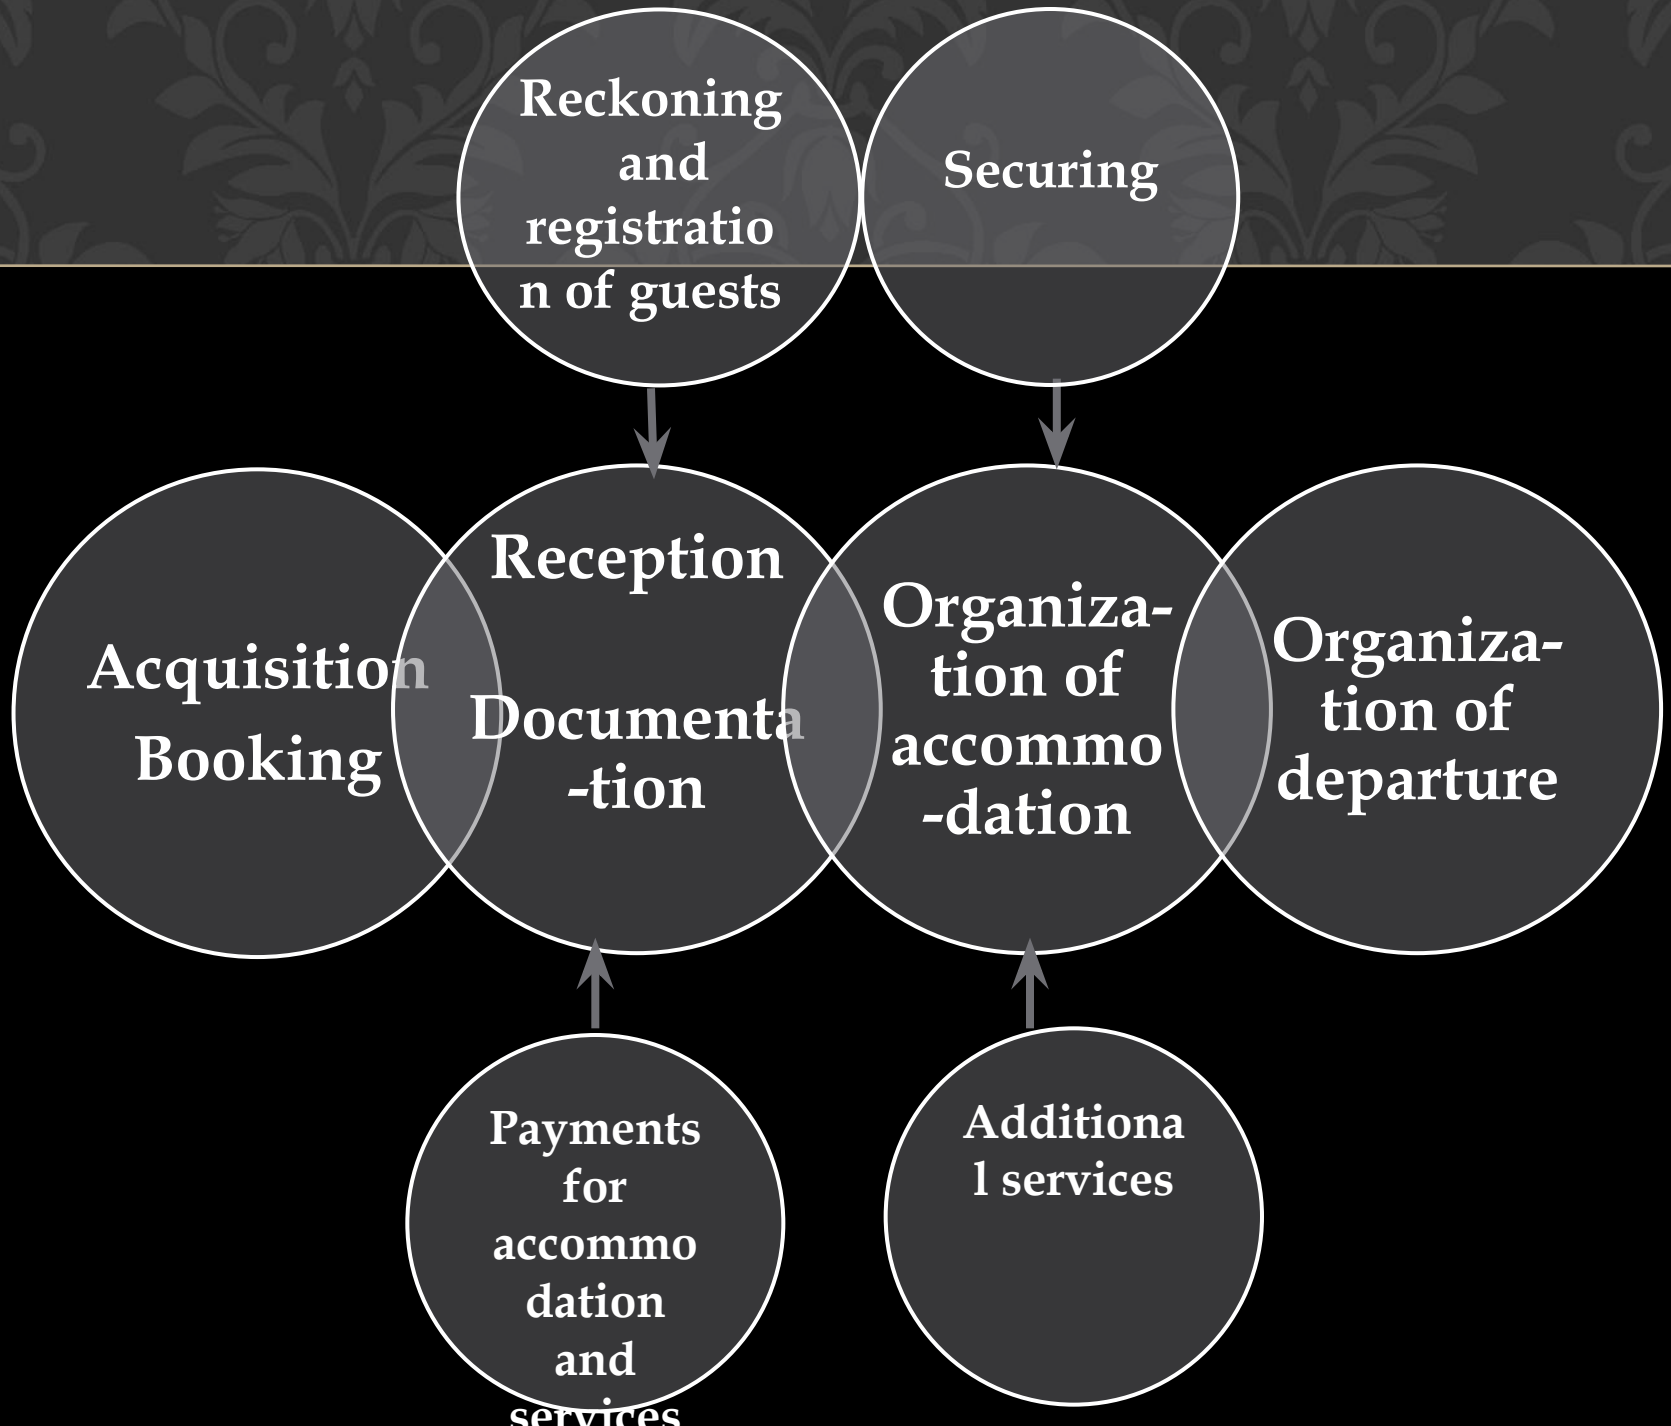 Reckoning
and
registratio
n of guests
Securing
Acquisition
Booking
Reception
Documenta
-tion
Organiza-
tion of
accommo
-dation
Organiza-
tion of
departure
Payments
for
accommo
dation
and
services
Additiona
l services